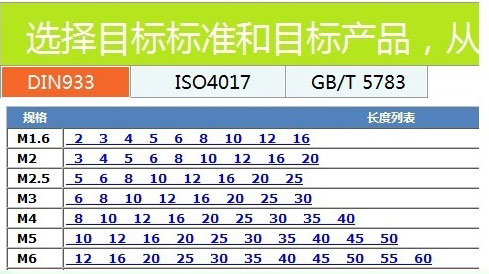 选择目标标准和目标产品，从
DIN933 ISO4017 GB/T 5783
规格 长度列表
M1.6 2 3 4 5 6 8 10 12 16
M2 3 4 5 6 8 10 12 16 20
M2.5 5 6 8 10 12 16 20 25
M3 6 8 10 12 16 20 25 30
M4 8 10 12 16 20 25 30 35 40
M5 10 12 16 20 25 30 35 40 45 50
M6 12 16 20 25 30 35 40 45 50 55 60